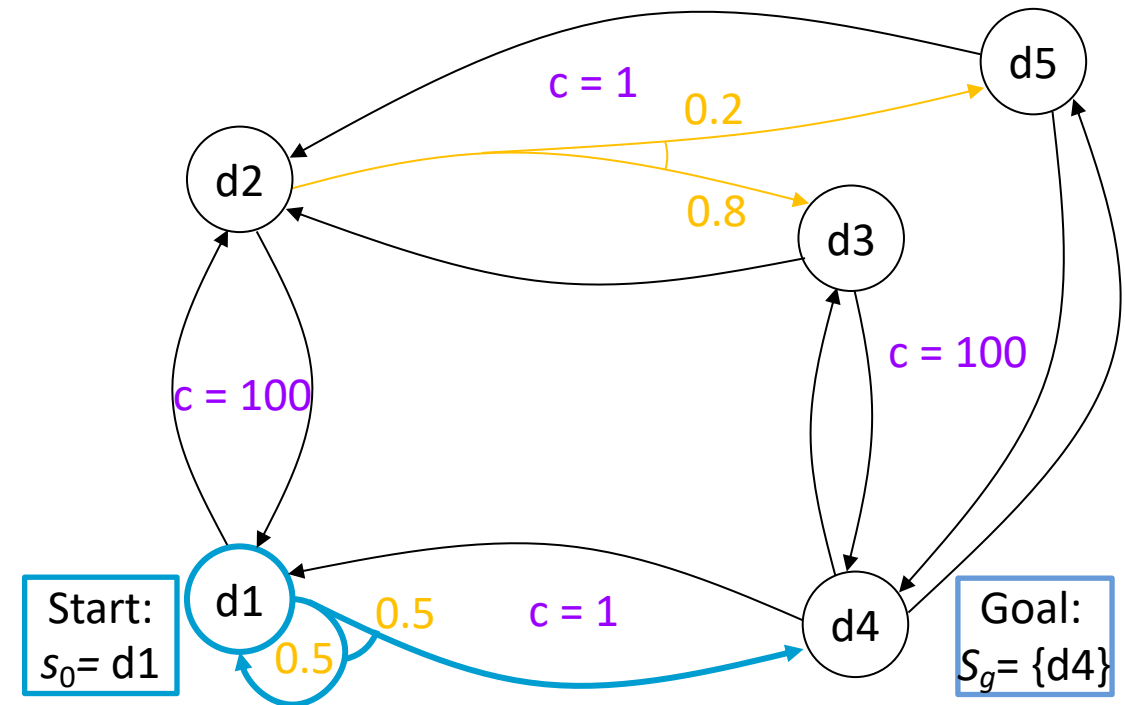 d5
c = 1
0.2
d2
0.8
d3
c = 100
c = 100
Start:
s₀= d1
d1
0.5
0.5
c = 1
d4
Goal:
S_g= {d4}